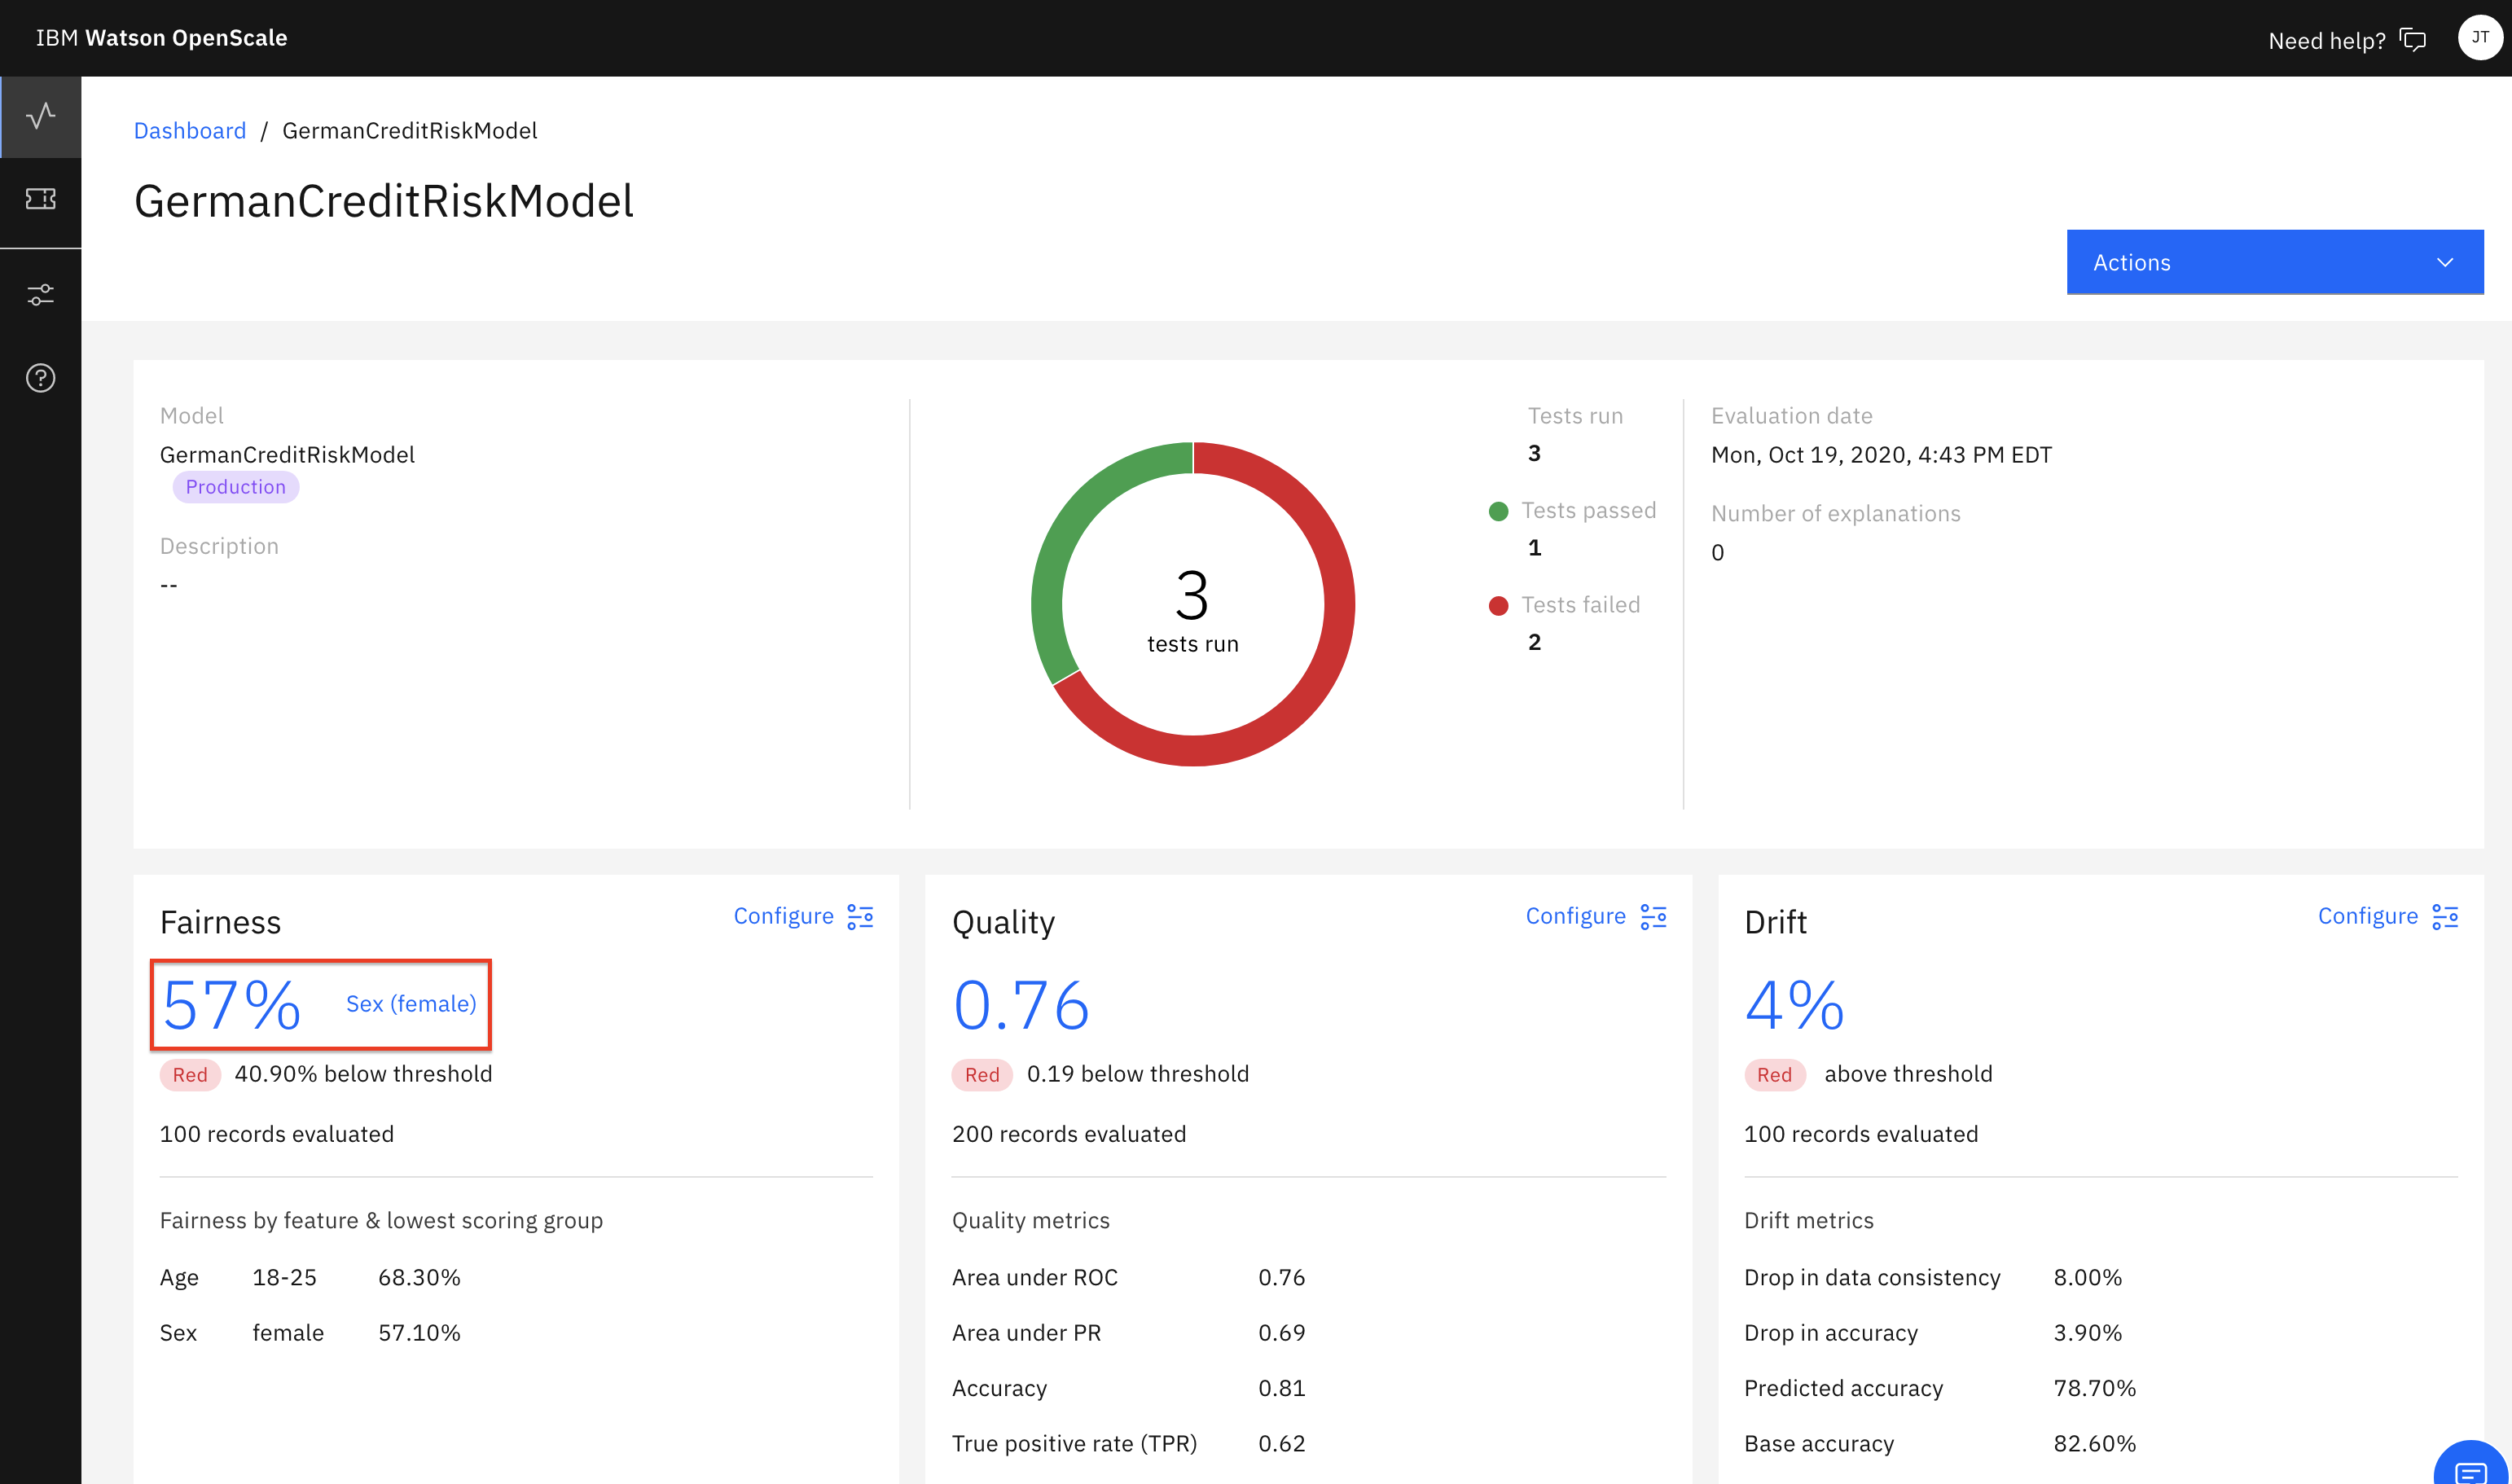 IBM Watson OpenScale
Need help?
JT
Dashboard / GermanCreditRiskModel
GermanCreditRiskModel
Actions
Model
GermanCreditRiskModel
Production
Description
--
3
tests run
Tests run
3
Tests passed
1
Tests failed
2
Evaluation date
Mon, Oct 19, 2020, 4:43 PM EDT
Number of explanations
0
Fairness
Configure
57% Sex (female)
Red 40.90% below threshold
100 records evaluated
Fairness by feature & lowest scoring group
Age 18-25 68.30%
Sex female 57.10%
Quality
Configure
0.76
Red 0.19 below threshold
200 records evaluated
Quality metrics
Area under ROC 0.76
Area under PR 0.69
Accuracy 0.81
True positive rate (TPR) 0.62
Drift
Configure
4%
Red above threshold
100 records evaluated
Drift metrics
Drop in data consistency 8.00%
Drop in accuracy 3.90%
Predicted accuracy 78.70%
Base accuracy 82.60%